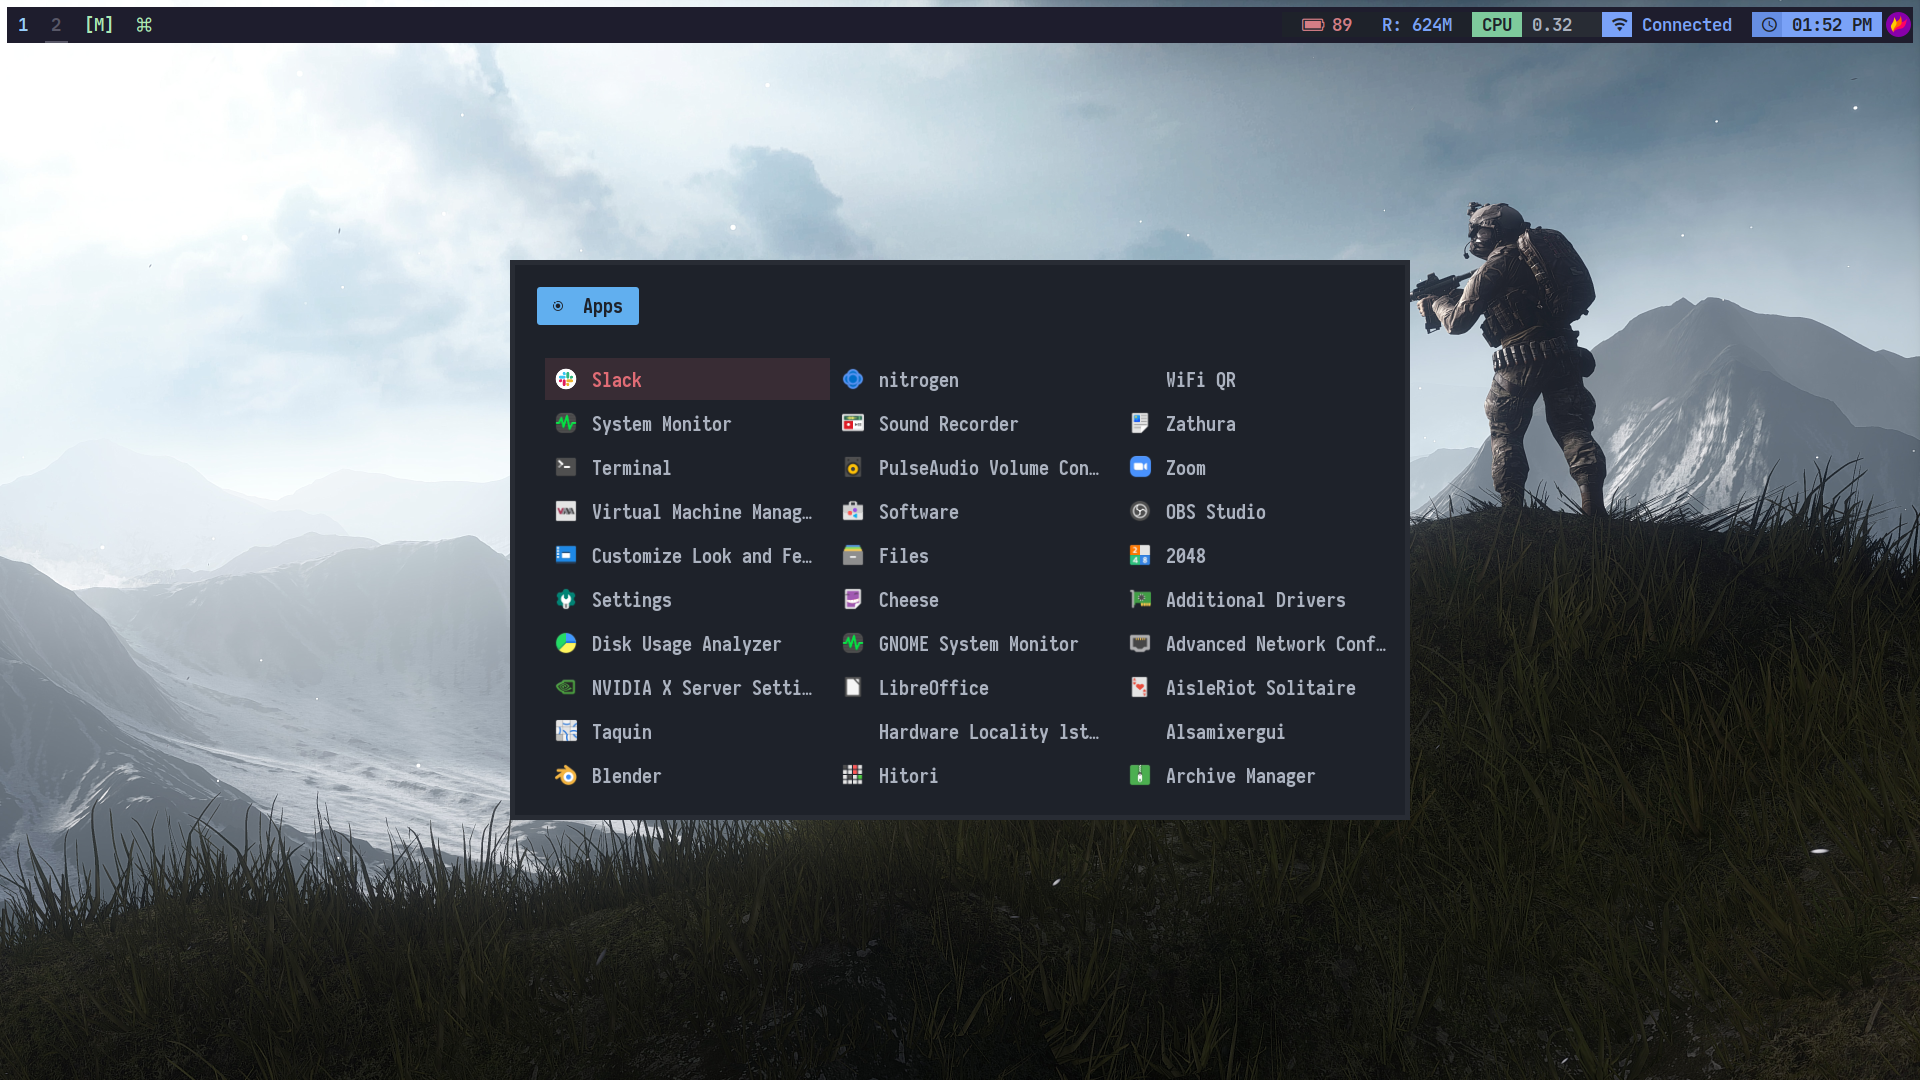 1 2 [M] ⌘ 89 R: 624M CPU 0.32 Connected 01:52 PM
Apps
Slack nitrogen WiFi QR
System Monitor Sound Recorder Zathura
Terminal PulseAudio Volume Con… Zoom
Virtual Machine Manag… Software OBS Studio
Customize Look and Fe… Files 2048
Settings Cheese Additional Drivers
Disk Usage Analyzer GNOME System Monitor Advanced Network Conf…
NVIDIA X Server Setti… LibreOffice AisleRiot Solitaire
Taquin Hardware Locality lst… Alsamixergui
Blender Hitori Archive Manager